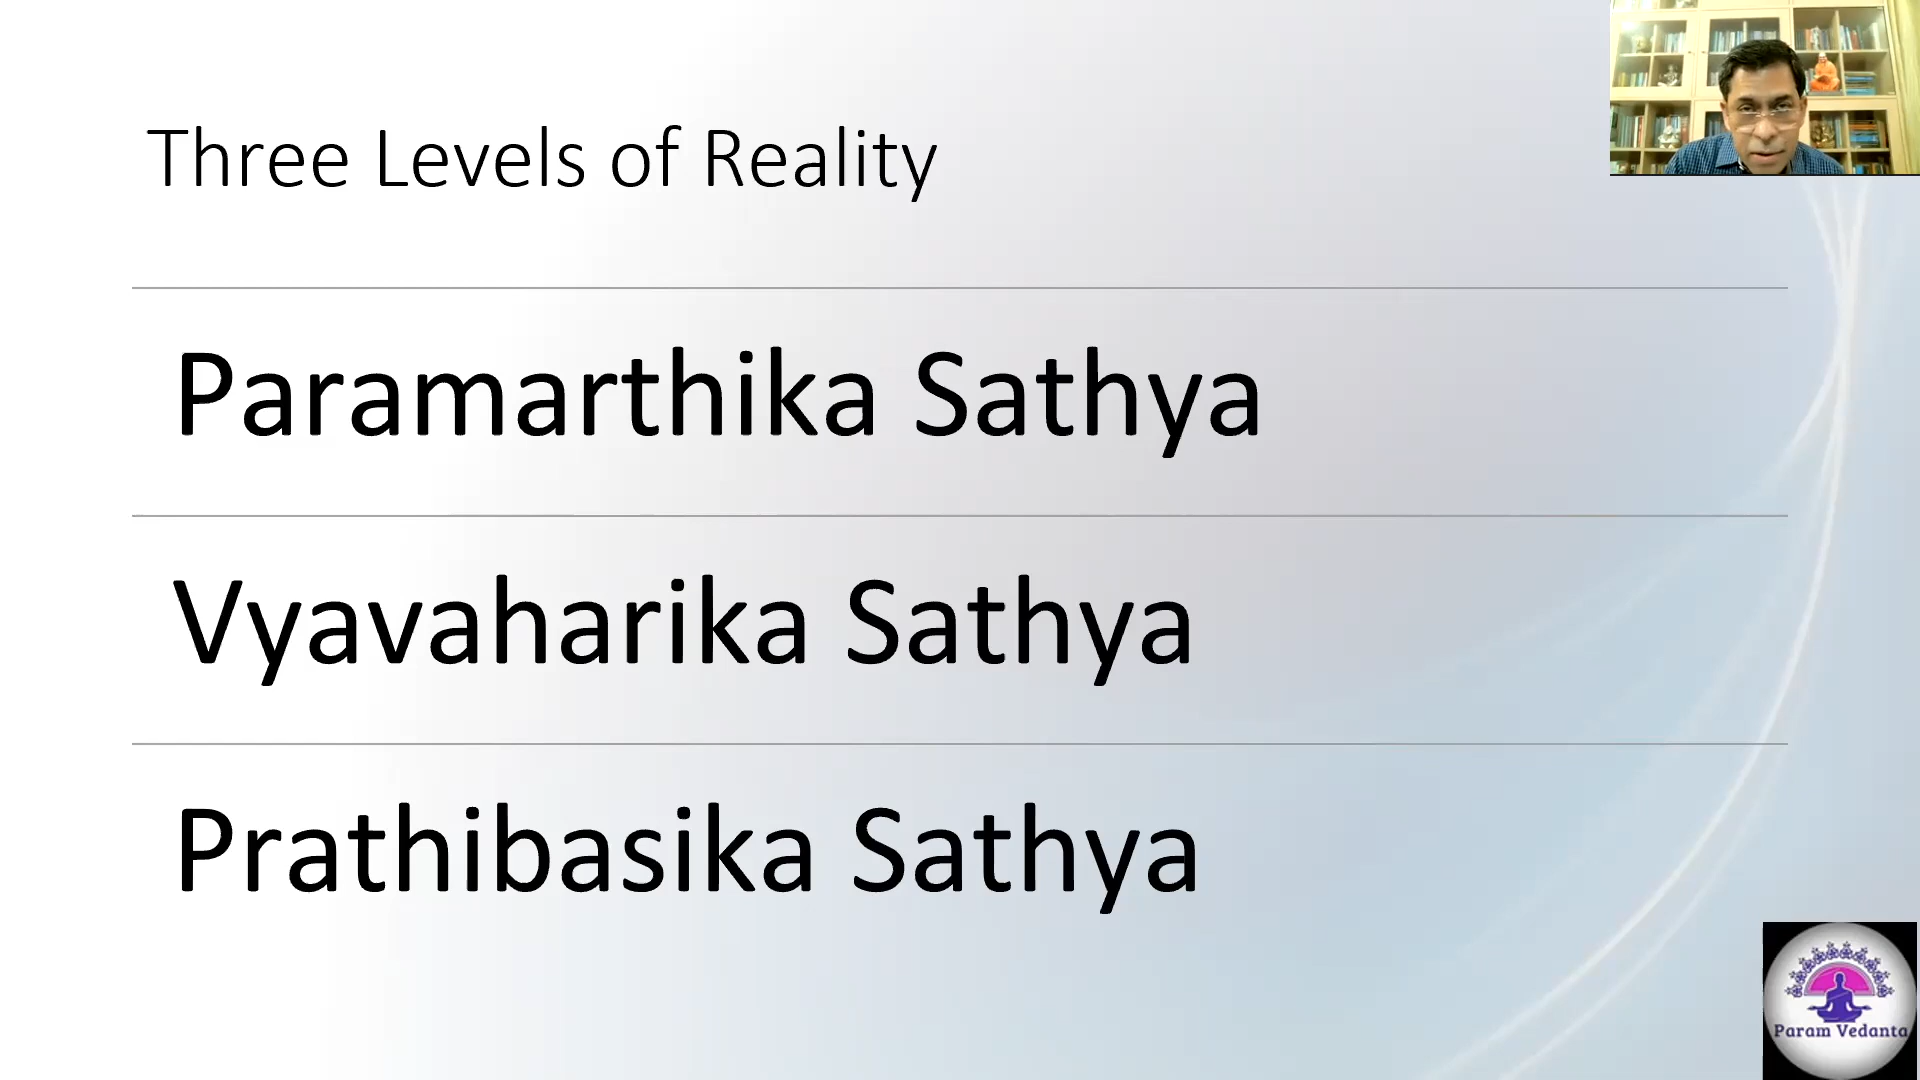 Three Levels of Reality
Paramarthika Sathya
Vyavaharika Sathya
Prathibasika Sathya
Param Vedanta